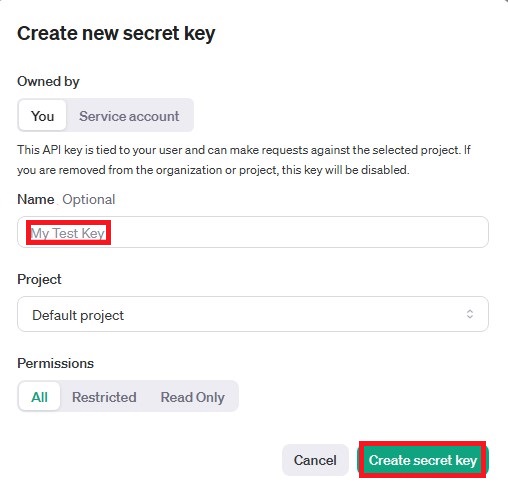 Create new secret key
Owned by
You Service account
This API key is tied to your user and can make requests against the selected project. If
you are removed from the organization or project, this key will be disabled.
Name Optional
My Test Key
Project
Default project
Permissions
All Restricted Read Only
Cancel Create secret key